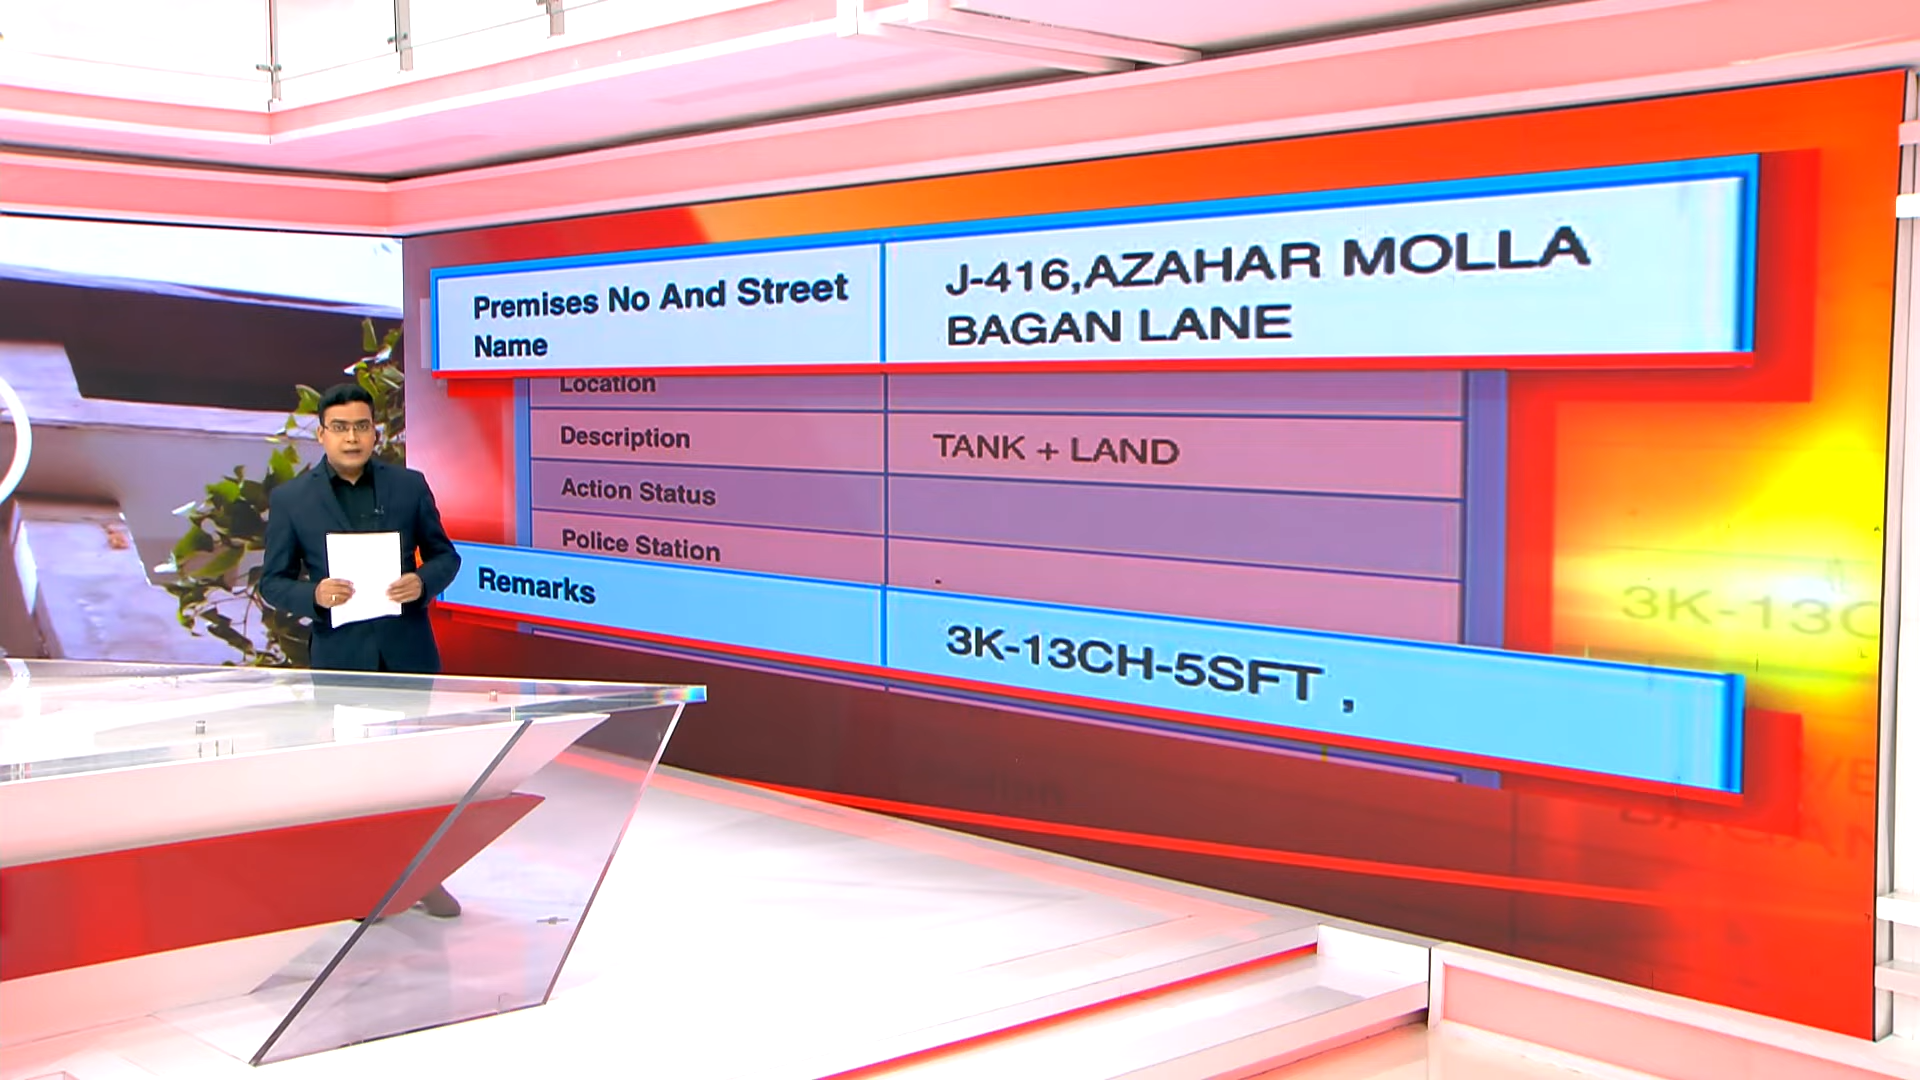 Premises No And Street
Name
J-416,AZAHAR MOLLA
BAGAN LANE
Location
Description
TANK + LAND
Action Status
Police Station
Remarks
3K-13CH-5SFT ,
3K-13C
BAGAN